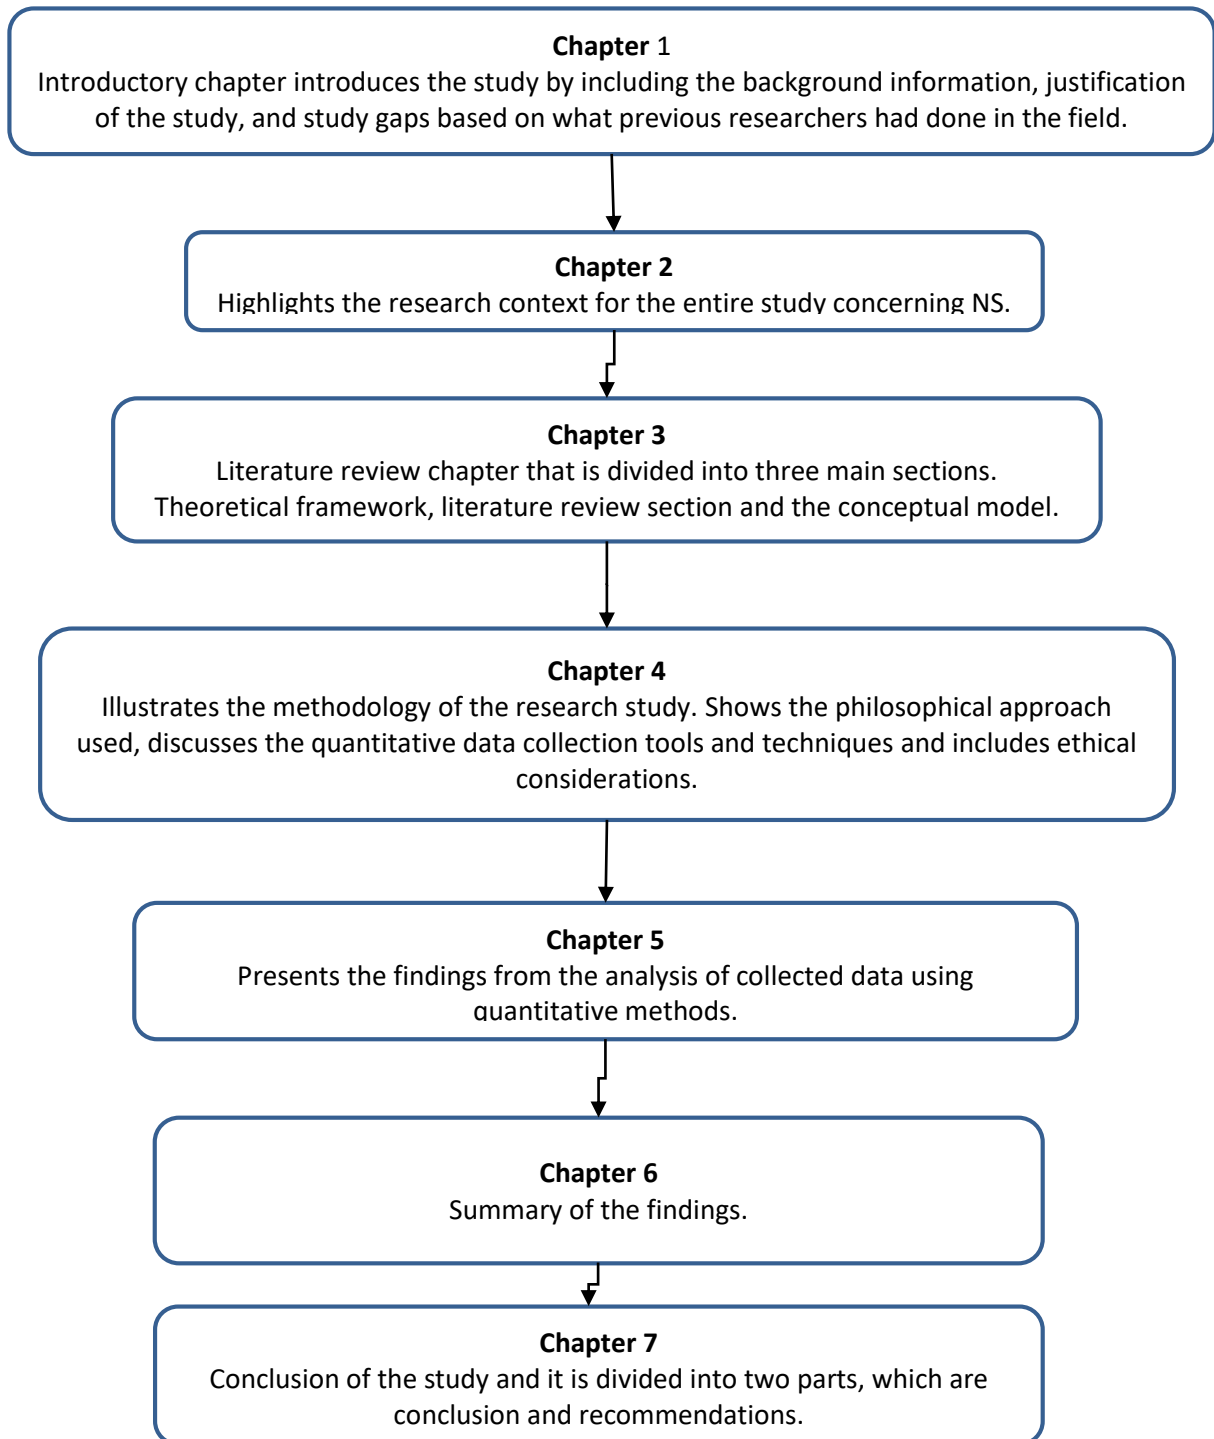 Chapter 1
Introductory chapter introduces the study by including the background information, justification
of the study, and study gaps based on what previous researchers had done in the field.
Chapter 2
Highlights the research context for the entire study concerning NS.
Chapter 3
Literature review chapter that is divided into three main sections.
Theoretical framework, literature review section and the conceptual model.
Chapter 4
Illustrates the methodology of the research study. Shows the philosophical approach
used, discusses the quantitative data collection tools and techniques and includes ethical
considerations.
Chapter 5
Presents the findings from the analysis of collected data using
quantitative methods.
Chapter 6
Summary of the findings.
Chapter 7
Conclusion of the study and it is divided into two parts, which are
conclusion and recommendations.